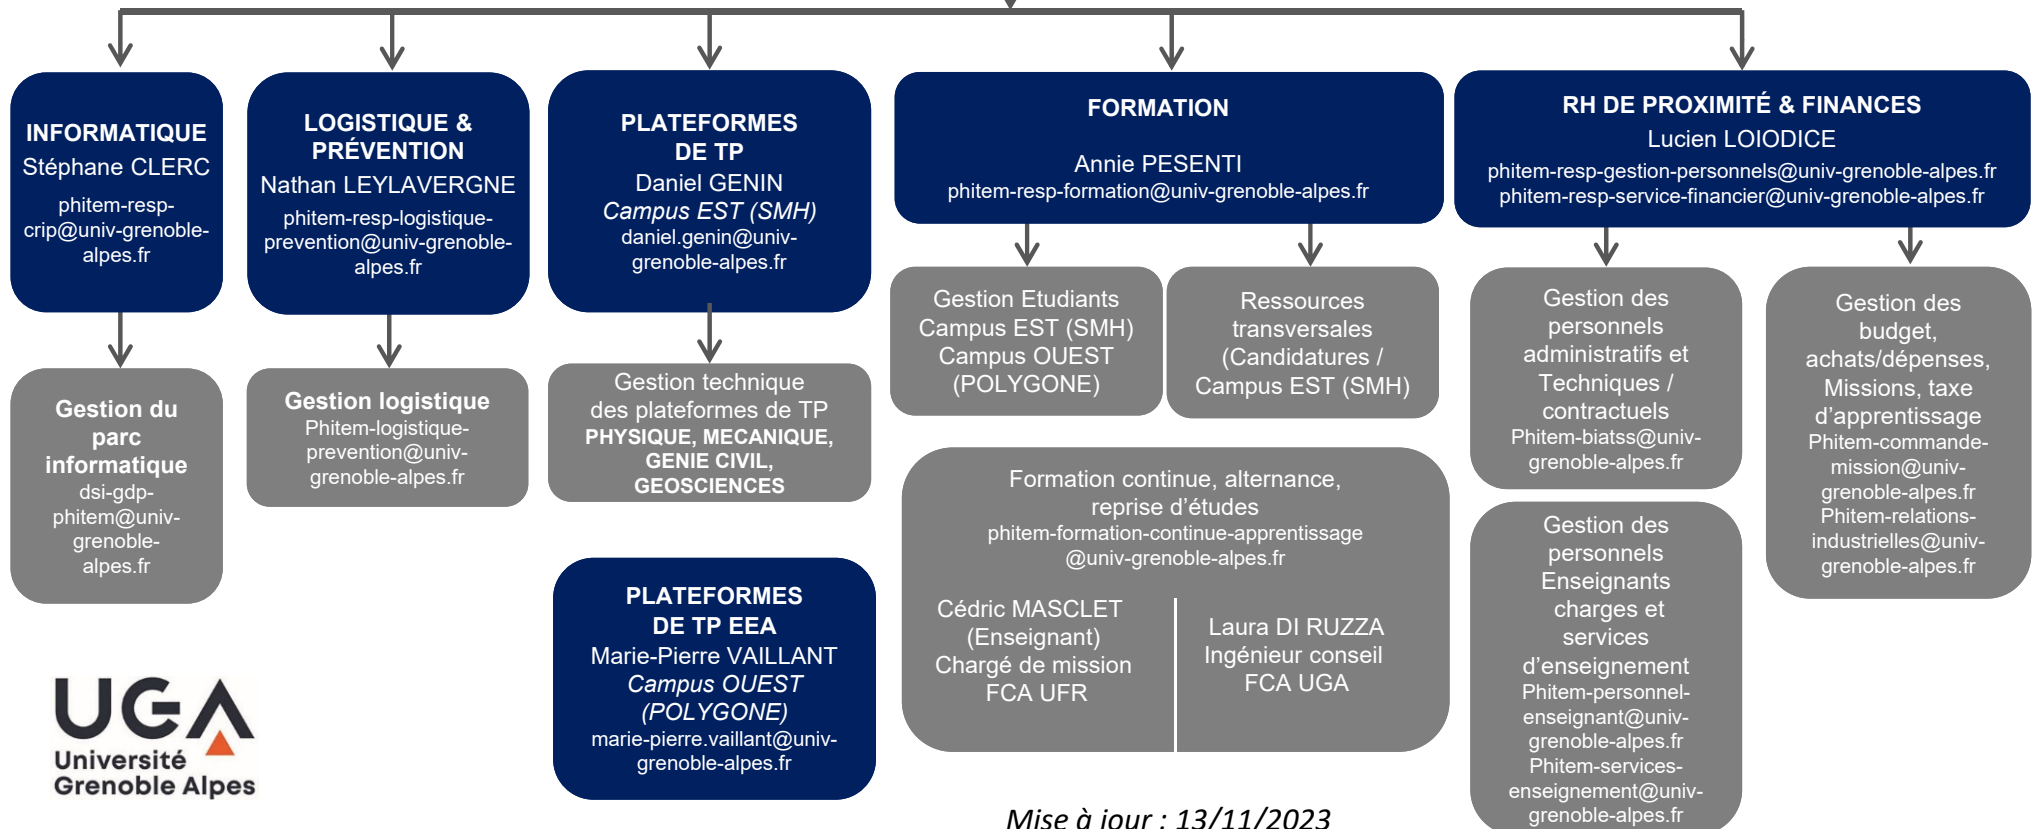 INFORMATIQUE
Stéphane CLERC
phitem-resp-
crip@univ-grenoble-
alpes.fr
LOGISTIQUE &
PRÉVENTION
Nathan LEYLAVERGNE
phitem-resp-logistique-
prevention@univ-grenoble-
alpes.fr
PLATEFORMES
DE TP
Daniel GENIN
Campus EST (SMH)
daniel.genin@univ-
grenoble-alpes.fr
FORMATION
Annie PESENTI
phitem-resp-formation@univ-grenoble-alpes.fr
RH DE PROXIMITÉ & FINANCES
Lucien LOIODICE
phitem-resp-gestion-personnels@univ-grenoble-alpes.fr
phitem-resp-service-financier@univ-grenoble-alpes.fr
Gestion du
parc
informatique
dsi-gdp-
phitem@univ-
grenoble-
alpes.fr
Gestion logistique
Phitem-logistique-
prevention@univ-
grenoble-alpes.fr
Gestion technique
des plateformes de TP
PHYSIQUE, MECANIQUE,
GENIE CIVIL,
GEOSCIENCES
PLATEFORMES
DE TP EEA
Marie-Pierre VAILLANT
Campus OUEST
(POLYGONE)
marie-pierre.vaillant@univ-
grenoble-alpes.fr
Gestion Etudiants
Campus EST (SMH)
Campus OUEST
(POLYGONE)
Ressources
transversales
(Candidatures /
Campus EST (SMH)
Formation continue, alternance,
reprise d’études
phitem-formation-continue-apprentissage
@univ-grenoble-alpes.fr
Cédric MASCLET
(Enseignant)
Chargé de mission
FCA UFR
Laura DI RUZZA
Ingénieur conseil
FCA UGA
Gestion des
personnels
administratifs et
Techniques /
contractuels
Phitem-biatss@univ-
grenoble-alpes.fr
Gestion des
personnels
Enseignants
charges et
services
d’enseignement
Phitem-personnel-
enseignant@univ-
grenoble-alpes.fr
Phitem-services-
enseignement@univ-
grenoble-alpes.fr
Gestion des
budget,
achats/dépenses,
Missions, taxe
d’apprentissage
Phitem-commande-
mission@univ-
grenoble-alpes.fr
Phitem-relations-
industrielles@univ-
grenoble-alpes.fr
UGA
Université
Grenoble Alpes
Mise à jour : 13/11/2023